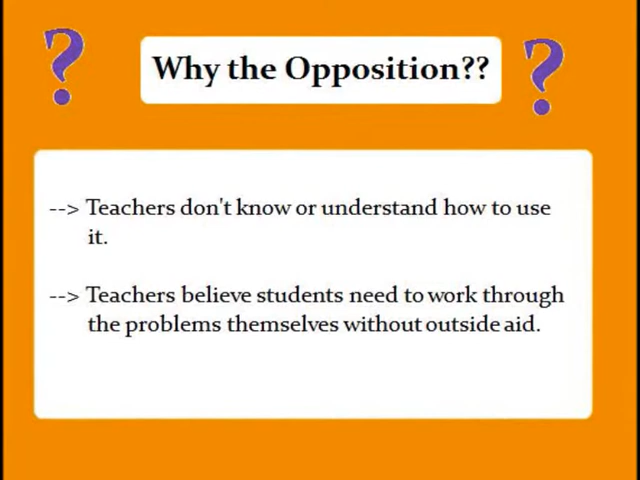 ?
Why the Opposition??
?
--> Teachers don't know or understand how to use
it.
--> Teachers believe students need to work through
the problems themselves without outside aid.